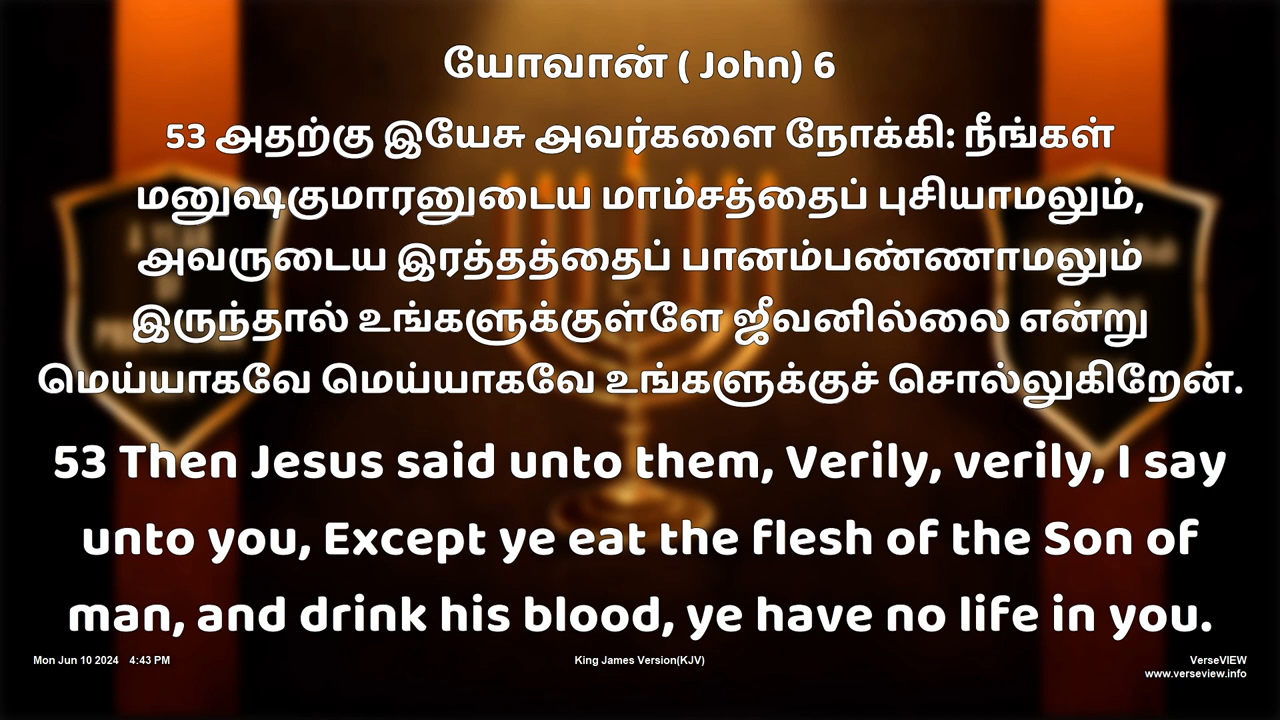 யோவான் ( John) 6
53 அதற்கு இயேசு அவர்களை நோக்கி: நீங்கள்
மனுஷகுமாரனுடைய மாம்சத்தைப் புசியாமலும்,
அவருடைய இரத்தத்தைப் பானம்பண்ணாமலும்
இருந்தால் உங்களுக்குள்ளே ஜீவனில்லை என்று
மெய்யாகவே மெய்யாகவே உங்களுக்குச் சொல்லுகிறேன்.
53 Then Jesus said unto them, Verily, verily, I say
unto you, Except ye eat the flesh of the Son of
man, and drink his blood, ye have no life in you.
Mon Jun 10 2024 4:43 PM
King James Version(KJV)
VerseVIEW
www.verseview.info